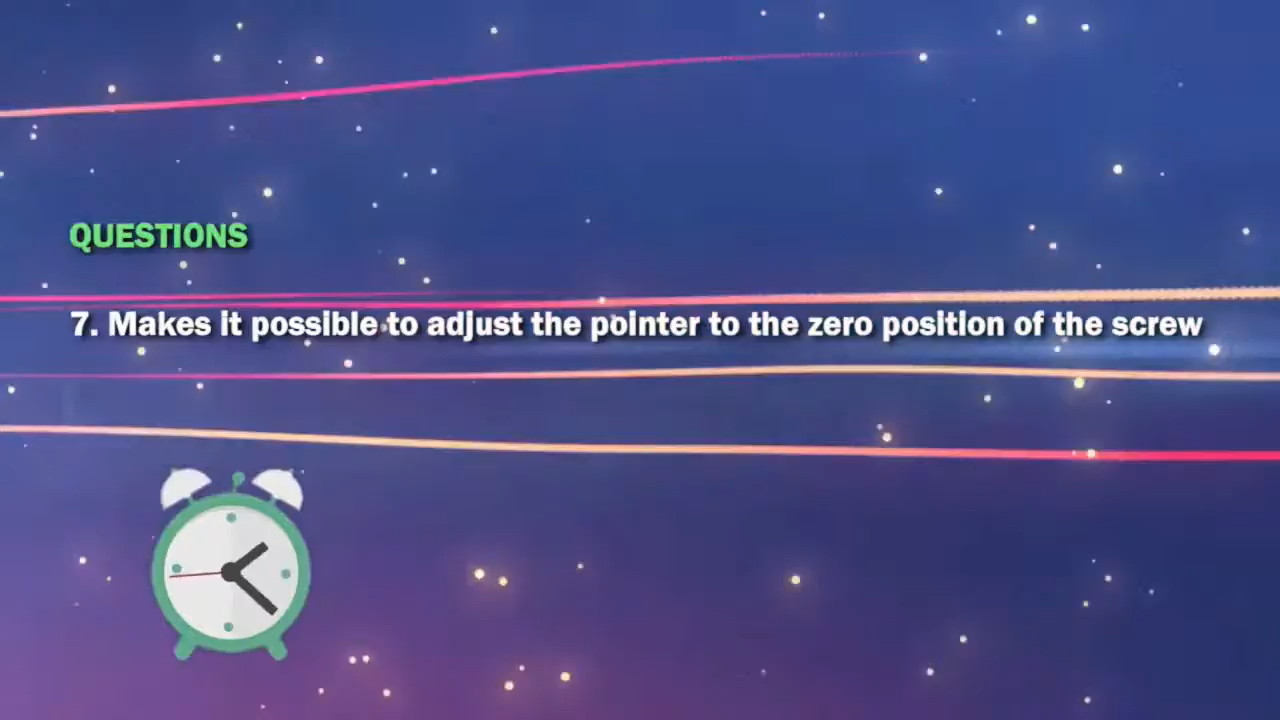 QUESTIONS
7. Makes it possible to adjust the pointer to the zero position of the screw